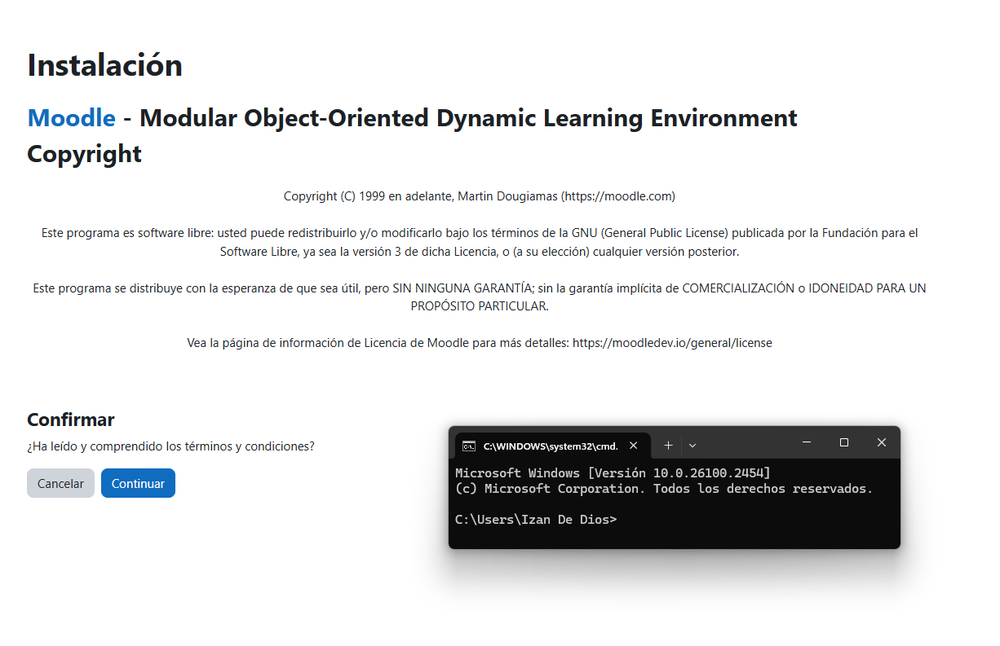 Instalación
Moodle - Modular Object-Oriented Dynamic Learning Environment
Copyright
Copyright (C) 1999 en adelante, Martin Dougiamas (https://moodle.com)
Este programa es software libre: usted puede redistribuirlo y/o modificarlo bajo los términos de la GNU (General Public License) publicada por la Fundación para el
Software Libre, ya sea la versión 3 de dicha Licencia, o (a su elección) cualquier versión posterior.
Este programa se distribuye con la esperanza de que sea útil, pero SIN NINGUNA GARANTÍA; sin la garantía implícita de COMERCIALIZACIÓN o IDONEIDAD PARA UN
PROPÓSITO PARTICULAR.
Vea la página de información de Licencia de Moodle para más detalles: https://moodledev.io/general/license
Confirmar
¿Ha leído y comprendido los términos y condiciones?
Cancelar Continuar
C:\WINDOWS\system32\cmd.
Microsoft Windows [Versión 10.0.26100.2454]
(c) Microsoft Corporation. Todos los derechos reservados.
C:\Users\Izan De Dios>